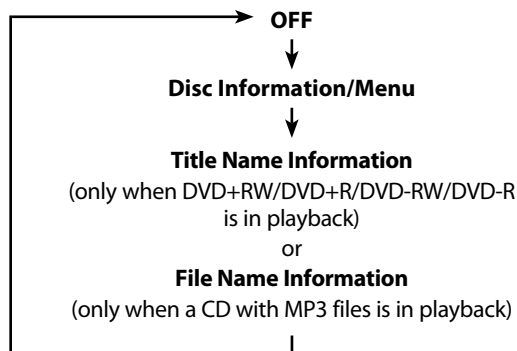 OFF
Disc Information/Menu
Title Name Information
(only when DVD+RW/DVD+R/DVD-RW/DVD-R
is in playback)
or
File Name Information
(only when a CD with MP3 files is in playback)